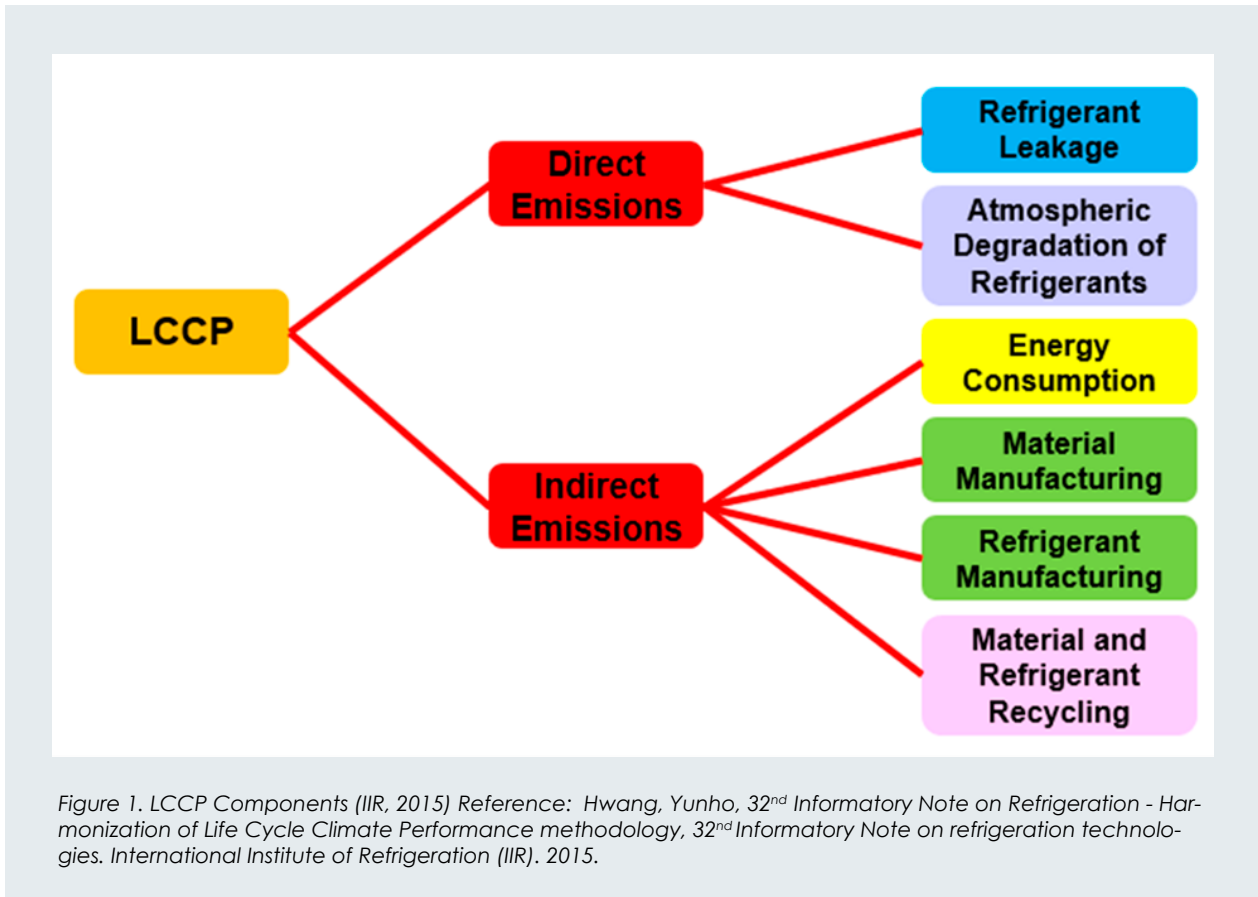 LCCP
Direct
Emissions
Indirect
Emissions
Refrigerant
Leakage
Atmospheric
Degradation of
Refrigerants
Energy
Consumption
Material
Manufacturing
Refrigerant
Manufacturing
Material and
Refrigerant
Recycling
Figure 1. LCCP Components (IIR, 2015) Reference:  Hwang, Yunho, 32nd Informatory Note on Refrigeration - Har-
monization of Life Cycle Climate Performance methodology, 32nd Informatory Note on refrigeration technolo-
gies. International Institute of Refrigeration (IIR). 2015.